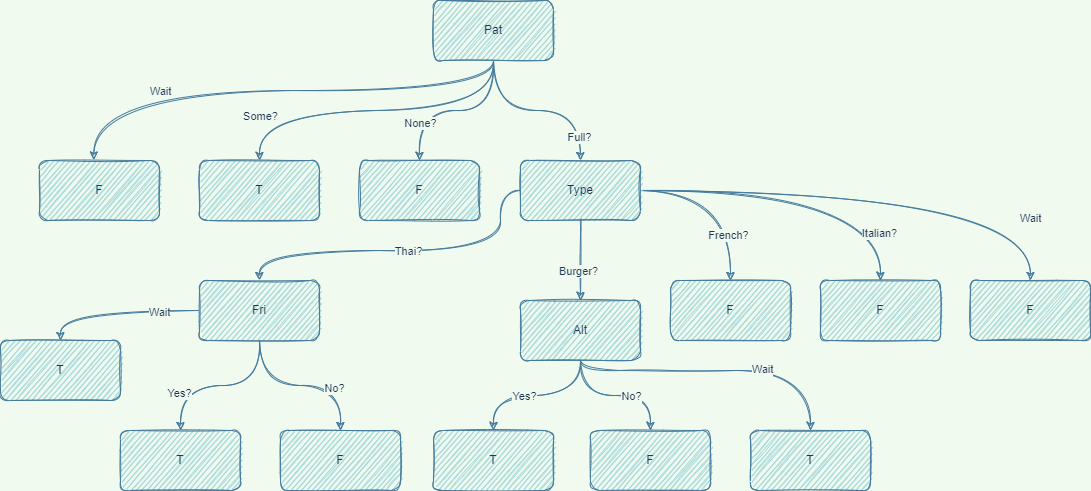 Pat
Wait
Some?
None?
Full?
F
T
F
Type
Thai?
Burger?
French?
Italian?
Wait
Fri
Alt
F
F
F
Wait
T
Yes?
No?
Yes?
No?
Wait
T
F
T
F
T